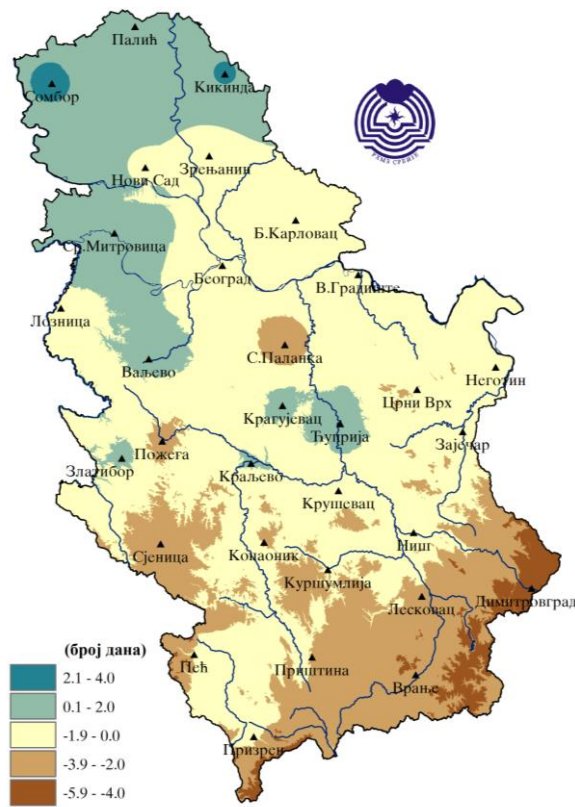 Палић
Кикинда
Сомбор
Зрењанин
Нови Сад
Б.Карловац
Ср.Митровица
Београд
В.Градиште
Лозница
С.Паланка
Ваљево
Неготин
Црни Врх
Крагујевац
Ћуприја
Зајечар
Пожега
Златибор
Краљево
Крушевац
Ниш
Сјеница
Копаоник
Куршумлија
Димитровград
Лесковац
(број дана)
Пећ
Приштина
Врање
2.1 - 4.0
0.1 - 2.0
-1.9 - 0.0
-3.9 - -2.0
-5.9 - -4.0
Призрен